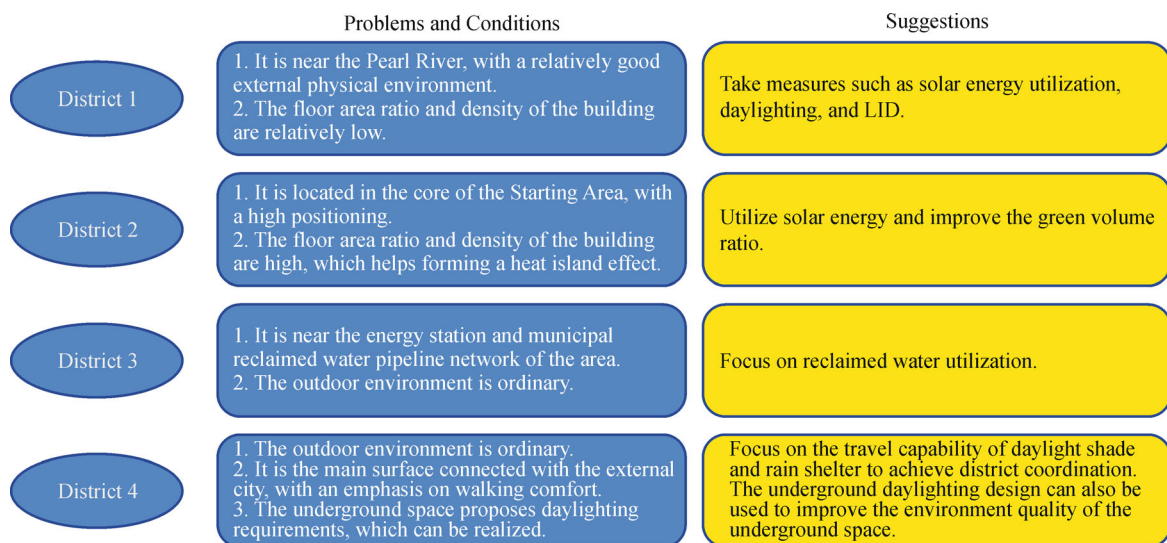 Problems and Conditions
Suggestions
District 1
1. It is near the Pearl River, with a relatively good
external physical environment.
2. The floor area ratio and density of the building
are relatively low.
Take measures such as solar energy utilization,
daylighting, and LID.
District 2
1. It is located in the core of the Starting Area, with
a high positioning.
2. The floor area ratio and density of the building
are high, which helps forming a heat island effect.
Utilize solar energy and improve the green volume
ratio.
District 3
1. It is near the energy station and municipal
reclaimed water pipeline network of the area.
2. The outdoor environment is ordinary.
Focus on reclaimed water utilization.
District 4
1. The outdoor environment is ordinary.
2. It is the main surface connected with the external
city, with an emphasis on walking comfort.
3. The underground space proposes daylighting
requirements, which can be realized.
Focus on the travel capability of daylight shade
and rain shelter to achieve district coordination.
The underground daylighting design can also be
used to improve the environment quality of the
underground space.